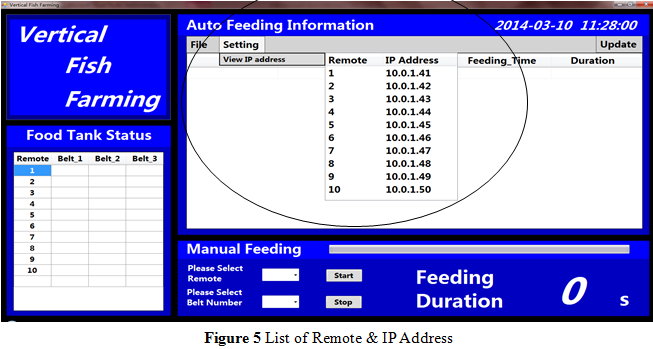 Vertical Fish Farming
Vertical
Fish
Farming
Auto Feeding Information
2014-03-10 11:28:00
File Setting Update
View IP address
Remote IP Address Feeding_Time Duration
1 10.0.1.41
2 10.0.1.42
3 10.0.1.43
4 10.0.1.44
5 10.0.1.45
6 10.0.1.46
7 10.0.1.47
8 10.0.1.48
9 10.0.1.49
10 10.0.1.50
Food Tank Status
Remote Belt_1 Belt_2 Belt_3
1
2
3
4
5
6
7
8
9
10
Manual Feeding
Please Select
Remote
Start
Please Select
Belt Number
Stop
Feeding
Duration
0 s
Figure 5 List of Remote & IP Address